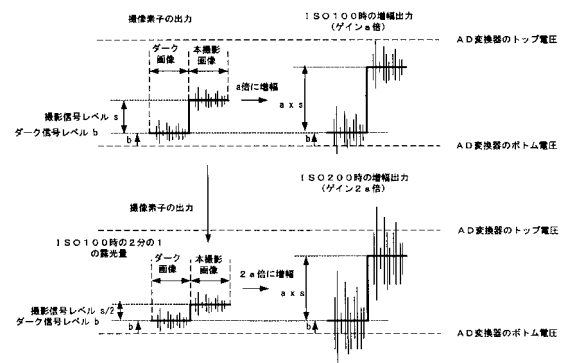 撮像素子の出力
ISO100時の増幅出力
(ゲインa倍)
AD変換器のトップ電圧
ダーク
画像
本撮影
画像
a倍に増幅
a x s
撮影信号レベル s
ダーク信号レベル b
b
b
AD変換器のボトム電圧
撮像素子の出力
ISO200時の増幅出力
(ゲイン2a倍)
AD変換器のトップ電圧
ISO100時の2分の1
の露光量
ダーク
画像
本撮影
画像
2a倍に増幅
a x s
撮影信号レベル s/2
ダーク信号レベル b
b
b
AD変換器のボトム電圧